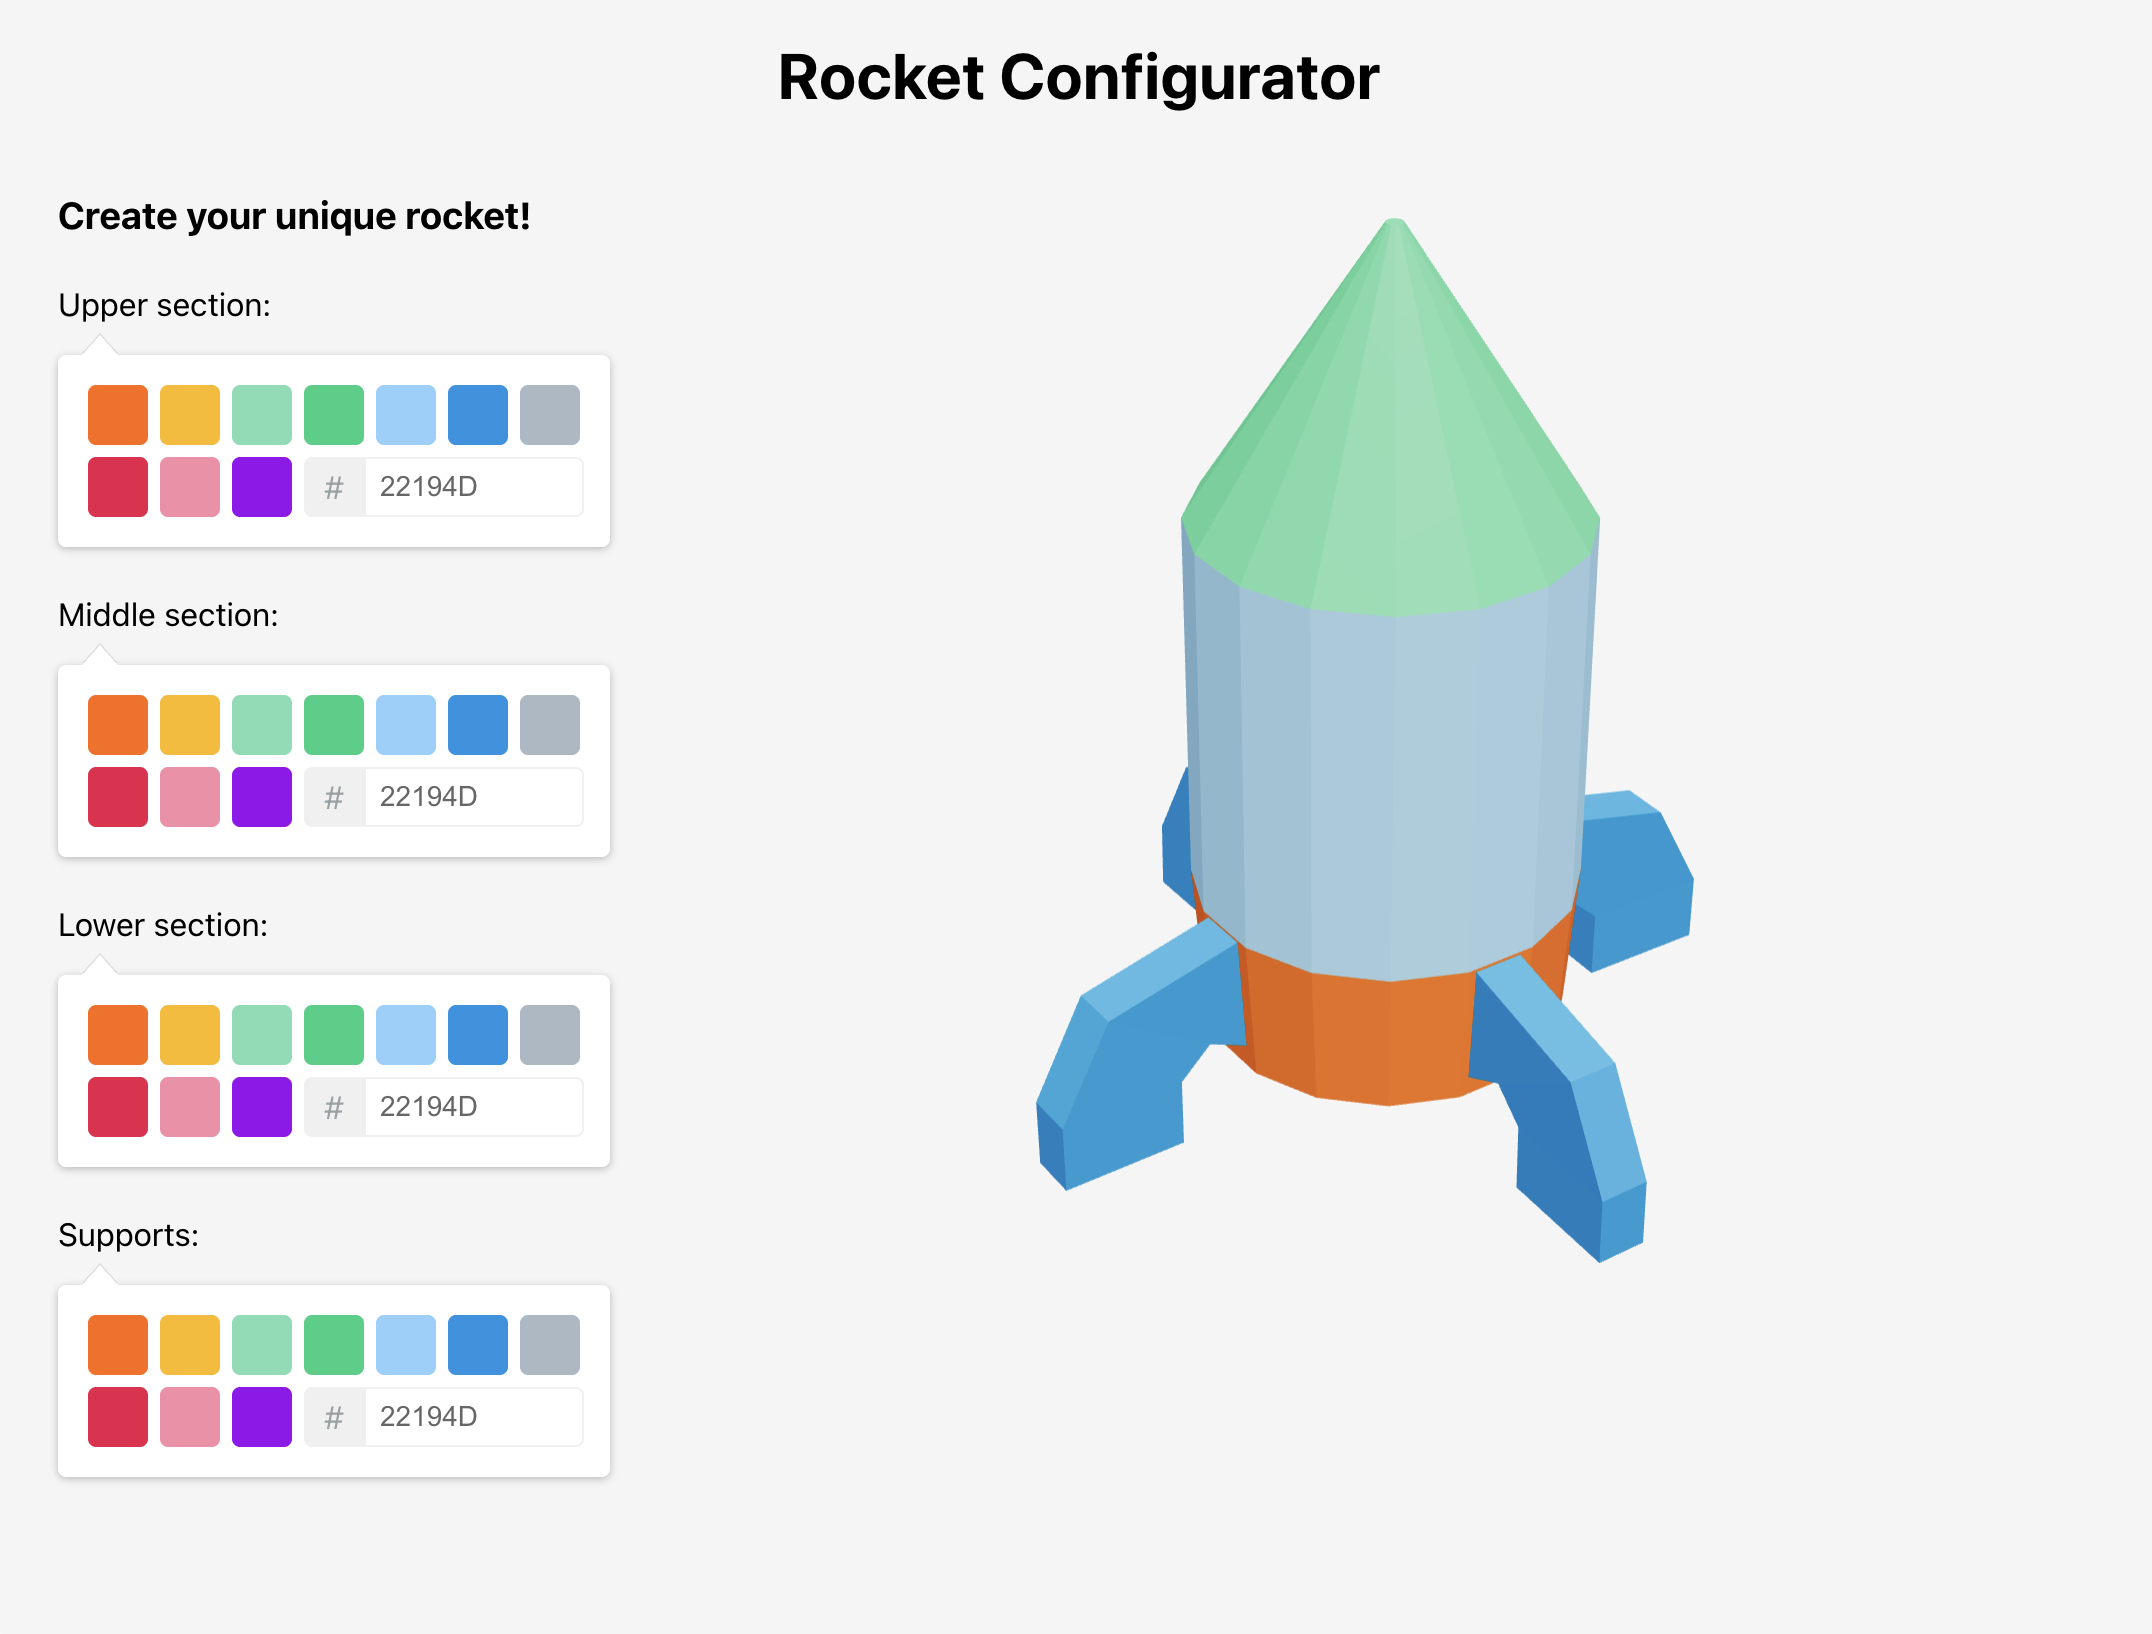 Rocket Configurator
Create your unique rocket!
Upper section:
# 22194D
Middle section:
# 22194D
Lower section:
# 22194D
Supports:
# 22194D